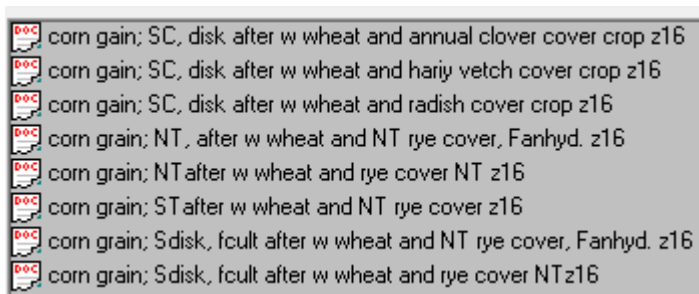 corn gain; SC, disk after w wheat and annual clover cover crop z16
corn gain; SC, disk after w wheat and hariy vetch cover crop z16
corn gain; SC, disk after w wheat and radish cover crop z16
corn grain; NT, after w wheat and NT rye cover, Fanhyd. z16
corn grain; NTafter w wheat and rye cover NT z16
corn grain; STafter w wheat and NT rye cover z16
corn grain; Sdisk, fcult after w wheat and NT rye cover, Fanhyd. z16
corn grain; Sdisk, fcult after w wheat and rye cover NTz16